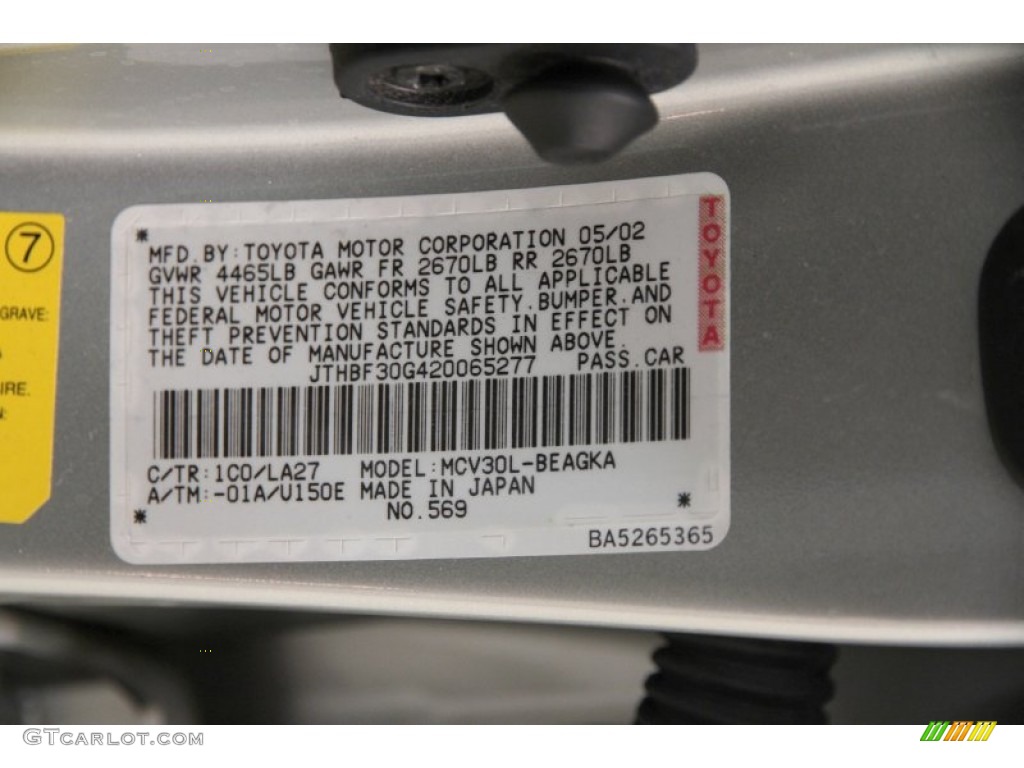 7
GRAVE:
IRE.
MFD.BY:TOYOTA MOTOR CORPORATION 05/02
GVWR 4465LB GAWR FR 2670LB RR 2670LB
THIS VEHICLE CONFORMS TO ALL APPLICABLE
FEDERAL MOTOR VEHICLE SAFETY,BUMPER,AND
THEFT PREVENTION STANDARDS IN EFFECT ON
THE DATE OF MANUFACTURE SHOWN ABOVE.
JTHBF30G420065277 PASS.CAR
TOYOTA
C/TR:1C0/LA27 MODEL:MCV30L-BEAGKA
A/TM:-01A/U150E MADE IN JAPAN
NO.569
BA5265365
GTCarlot.com